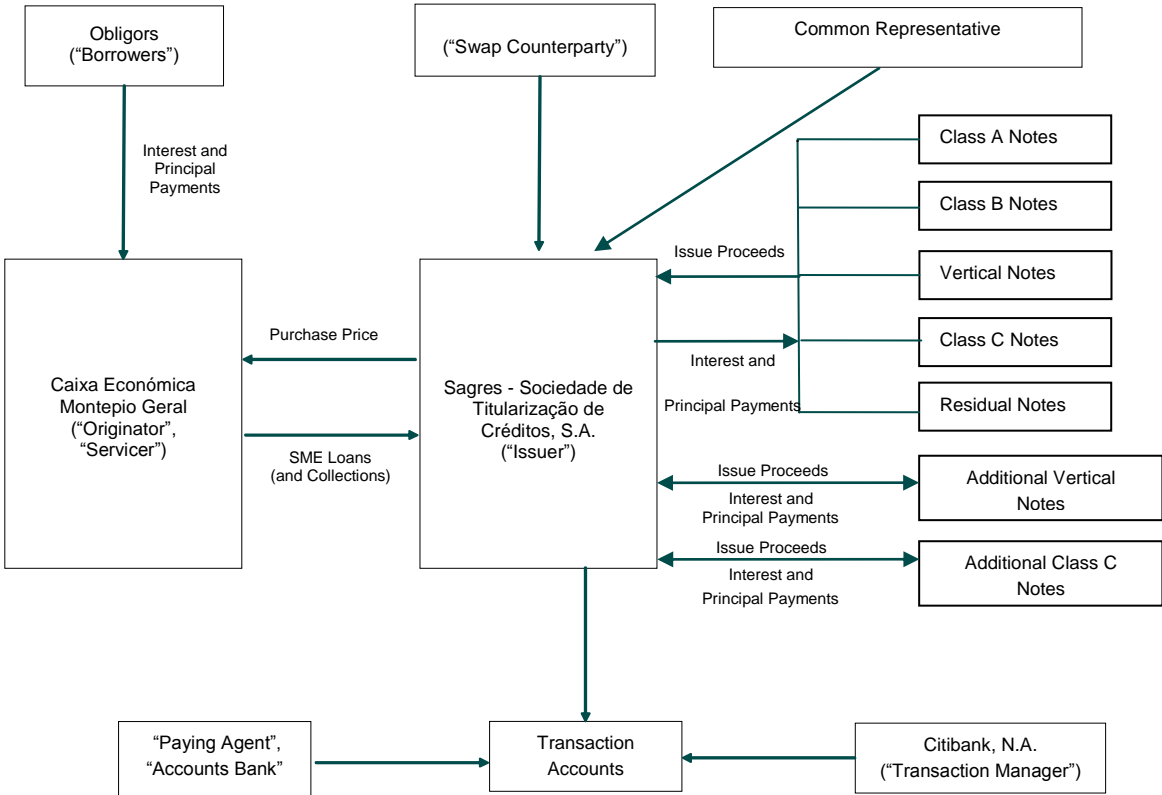 Obligors
(“Borrowers”)
(“Swap Counterparty”)
Common Representative
Interest and
Principal
Payments
Class A Notes
Class B Notes
Vertical Notes
Class C Notes
Residual Notes
Issue Proceeds
Interest and
Principal Payments
Purchase Price
Caixa Económica
Montepio Geral
(“Originator”,
“Servicer”)
SME Loans
(and Collections)
Sagres - Sociedade de
Titularização de
Créditos, S.A.
(“Issuer”)
Issue Proceeds
Interest and
Principal Payments
Additional Vertical
Notes
Issue Proceeds
Interest and
Principal Payments
Additional Class C
Notes
“Paying Agent”,
“Accounts Bank”
Transaction
Accounts
Citibank, N.A.
(“Transaction Manager”)